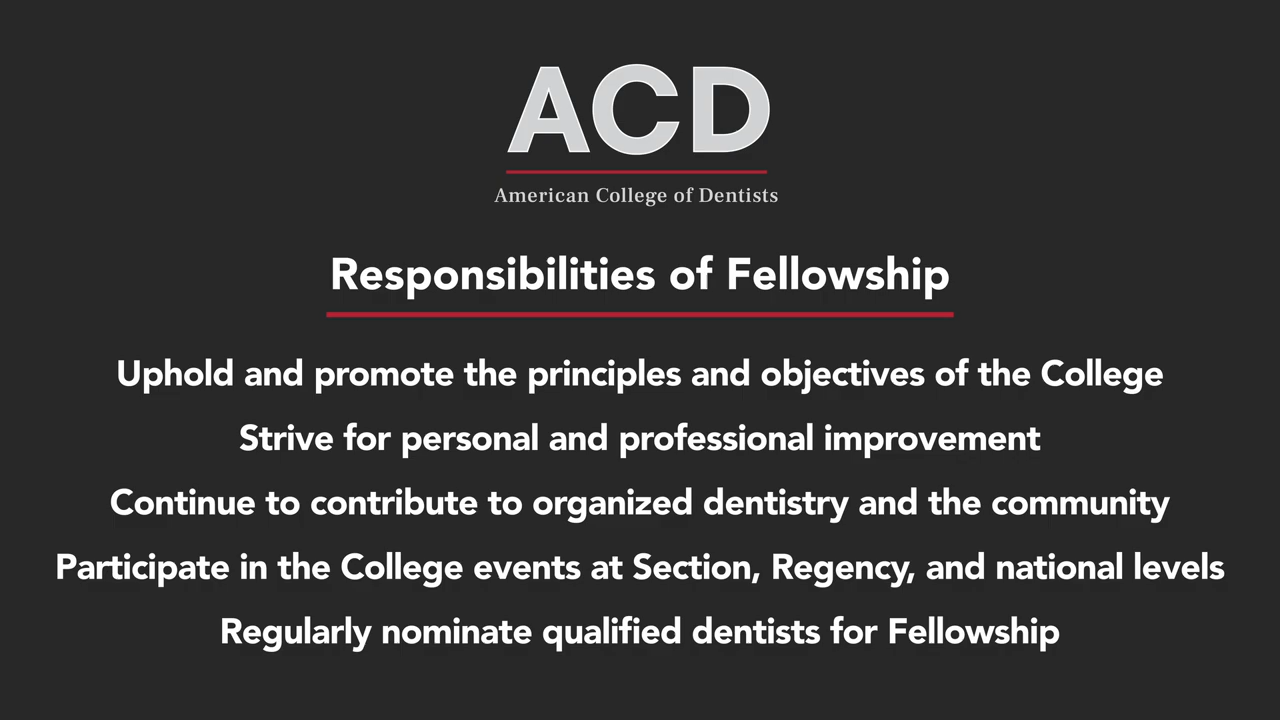 ACD
American College of Dentists
Responsibilities of Fellowship
Uphold and promote the principles and objectives of the College
Strive for personal and professional improvement
Continue to contribute to organized dentistry and the community
Participate in the College events at Section, Regency, and national levels
Regularly nominate qualified dentists for Fellowship